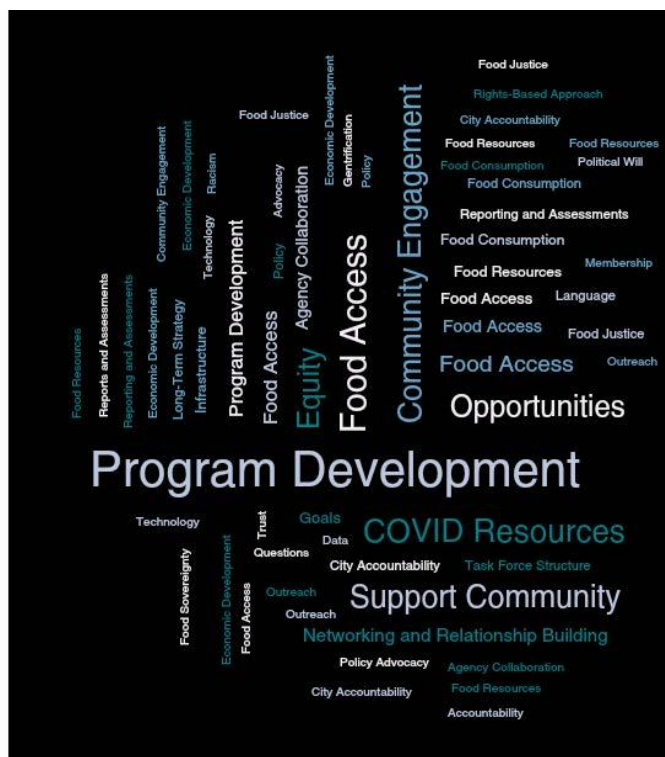 Food Justice
Rights-Based Approach
City Accountability
Food Resources
Food Resources
Food Consumption
Political Will
Food Consumption
Reporting and Assessments
Food Consumption
Membership
Food Resources
Food Access
Language
Food Access
Food Justice
Food Access
Outreach
Opportunities
Food Justice
Food Resources
Reports and Assessments
Reporting and Assessments
Economic Development
Community Engagement
Long-Term Strategy
Economic Development
Infrastructure
Technology
Racism
Program Development
Food Access
Policy
Advocacy
Agency Collaboration
Equity
Economic Development
Gentrification
Food Access
Policy
Community Engagement
Program Development
Technology
Trust
Goals
COVID Resources
Data
Questions
City Accountability
Task Force Structure
Food Sovereignty
Economic Development
Food Access
Outreach
Outreach
Support Community
Networking and Relationship Building
Policy Advocacy
Agency Collaboration
City Accountability
Food Resources
Accountability